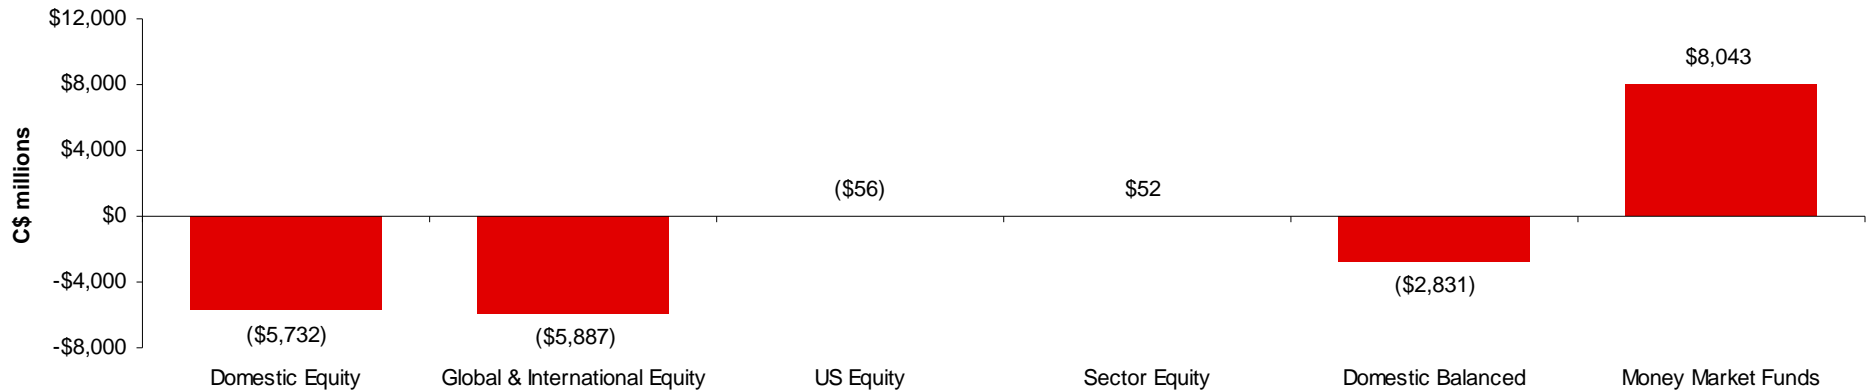 C$ millions
$12,000
$8,000
$4,000
$0
-$4,000
-$8,000
($5,732)
($5,887)
($56)
$52
($2,831)
$8,043
Domestic Equity
Global & International Equity
US Equity
Sector Equity
Domestic Balanced
Money Market Funds